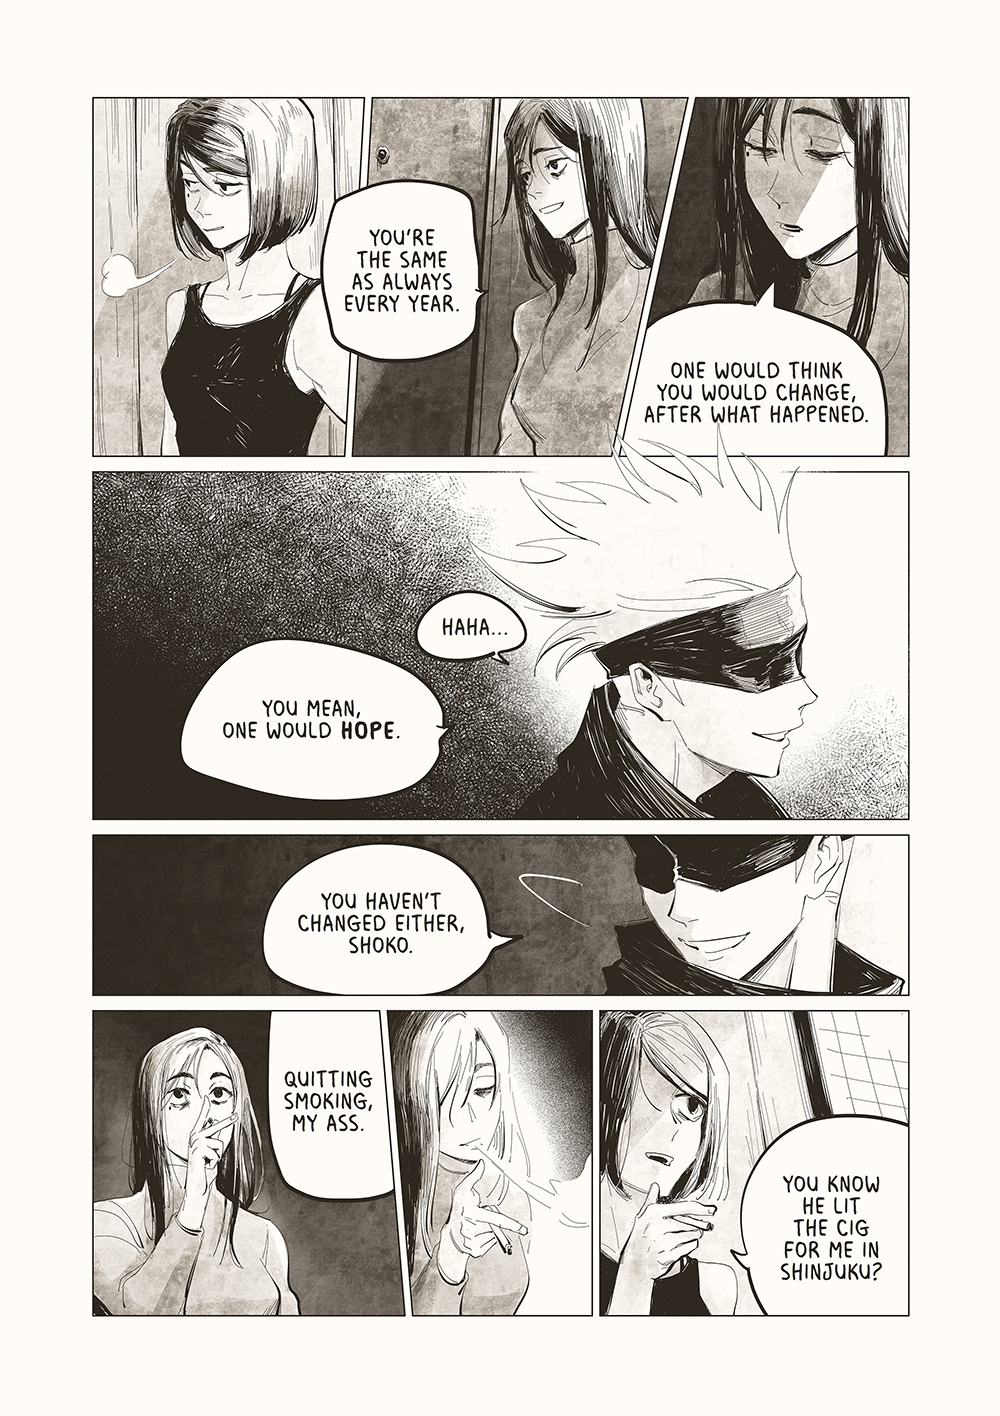 YOU'RE
THE SAME
AS ALWAYS
EVERY YEAR.
ONE WOULD THINK
YOU WOULD CHANGE,
AFTER WHAT HAPPENED.
HAHA...
YOU MEAN,
ONE WOULD HOPE.
YOU HAVEN'T
CHANGED EITHER,
SHOKO.
QUITTING
SMOKING,
MY ASS.
YOU KNOW
HE LIT
THE CIG
FOR ME IN
SHINJUKU?